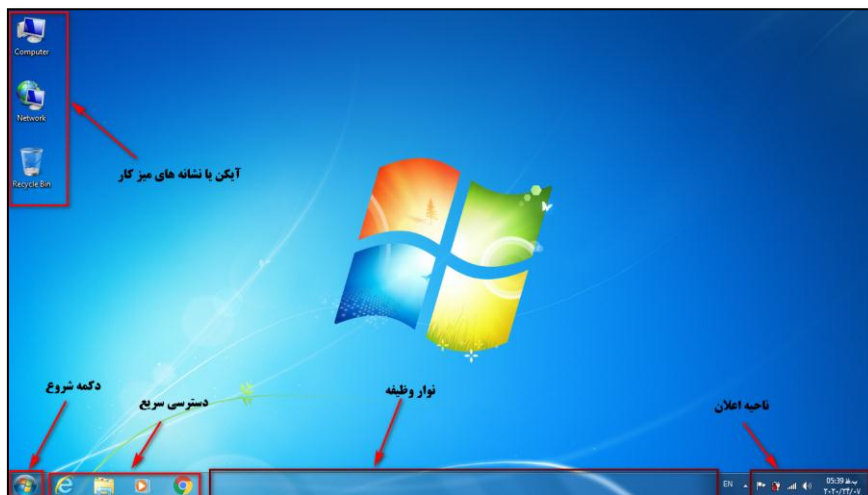 Computer
Network
Recycle Bin
آیکن یا نشانه های میز کار
دکمه شروع
دسترسی سریع
نوار وظیفه
ناحیه اعلان
EN
05:39 ب.ظ